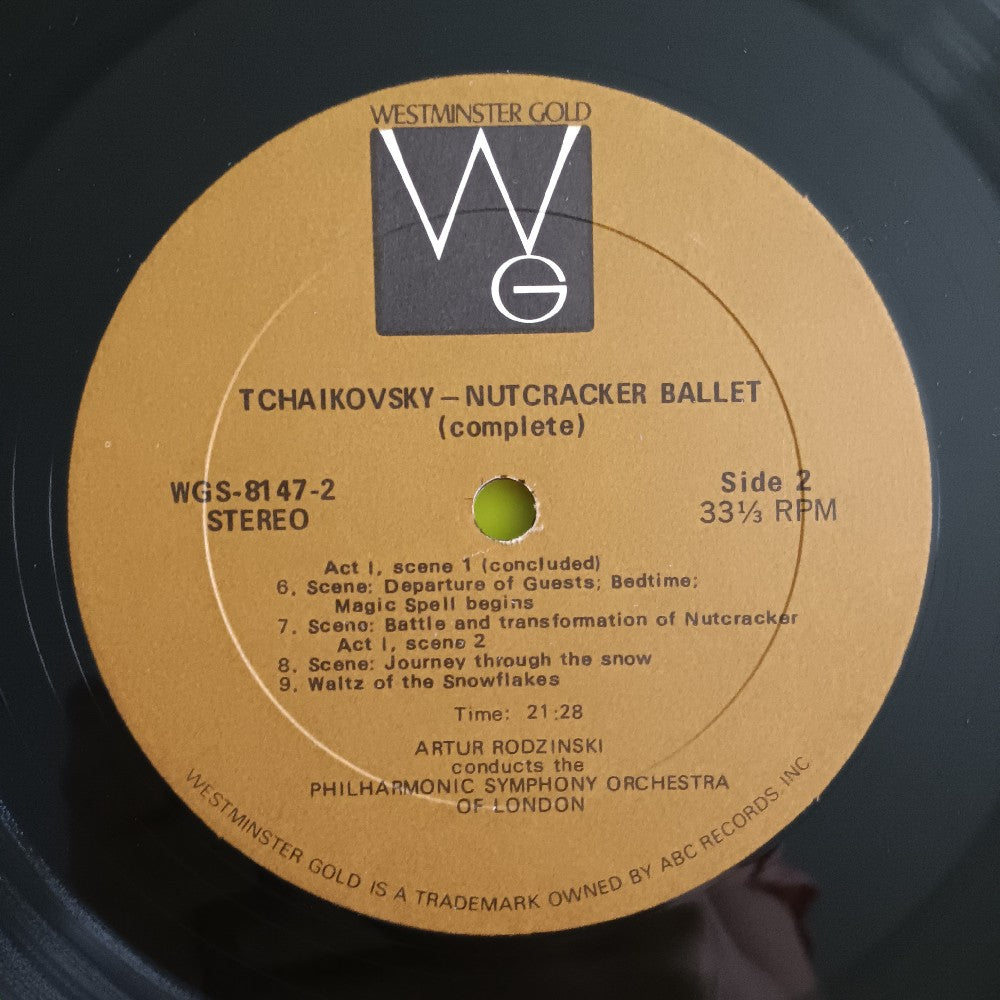 WESTMINSTER GOLD
WG
TCHAIKOVSKY – NUTCRACKER BALLET
(complete)
WGS-8147-2
STEREO
Side 2
33⅓ RPM
Act I, scene 1 (concluded)
6. Scene: Departure of Guests; Bedtime;
Magic Spell begins
7. Scene: Battle and transformation of Nutcracker
Act I, scene 2
8. Scene: Journey through the snow
9. Waltz of the Snowflakes
Time: 21:28
ARTUR RODZINSKI
conducts the
PHILHARMONIC SYMPHONY ORCHESTRA
OF LONDON
WESTMINSTER GOLD IS A TRADEMARK OWNED BY ABC RECORDS, INC